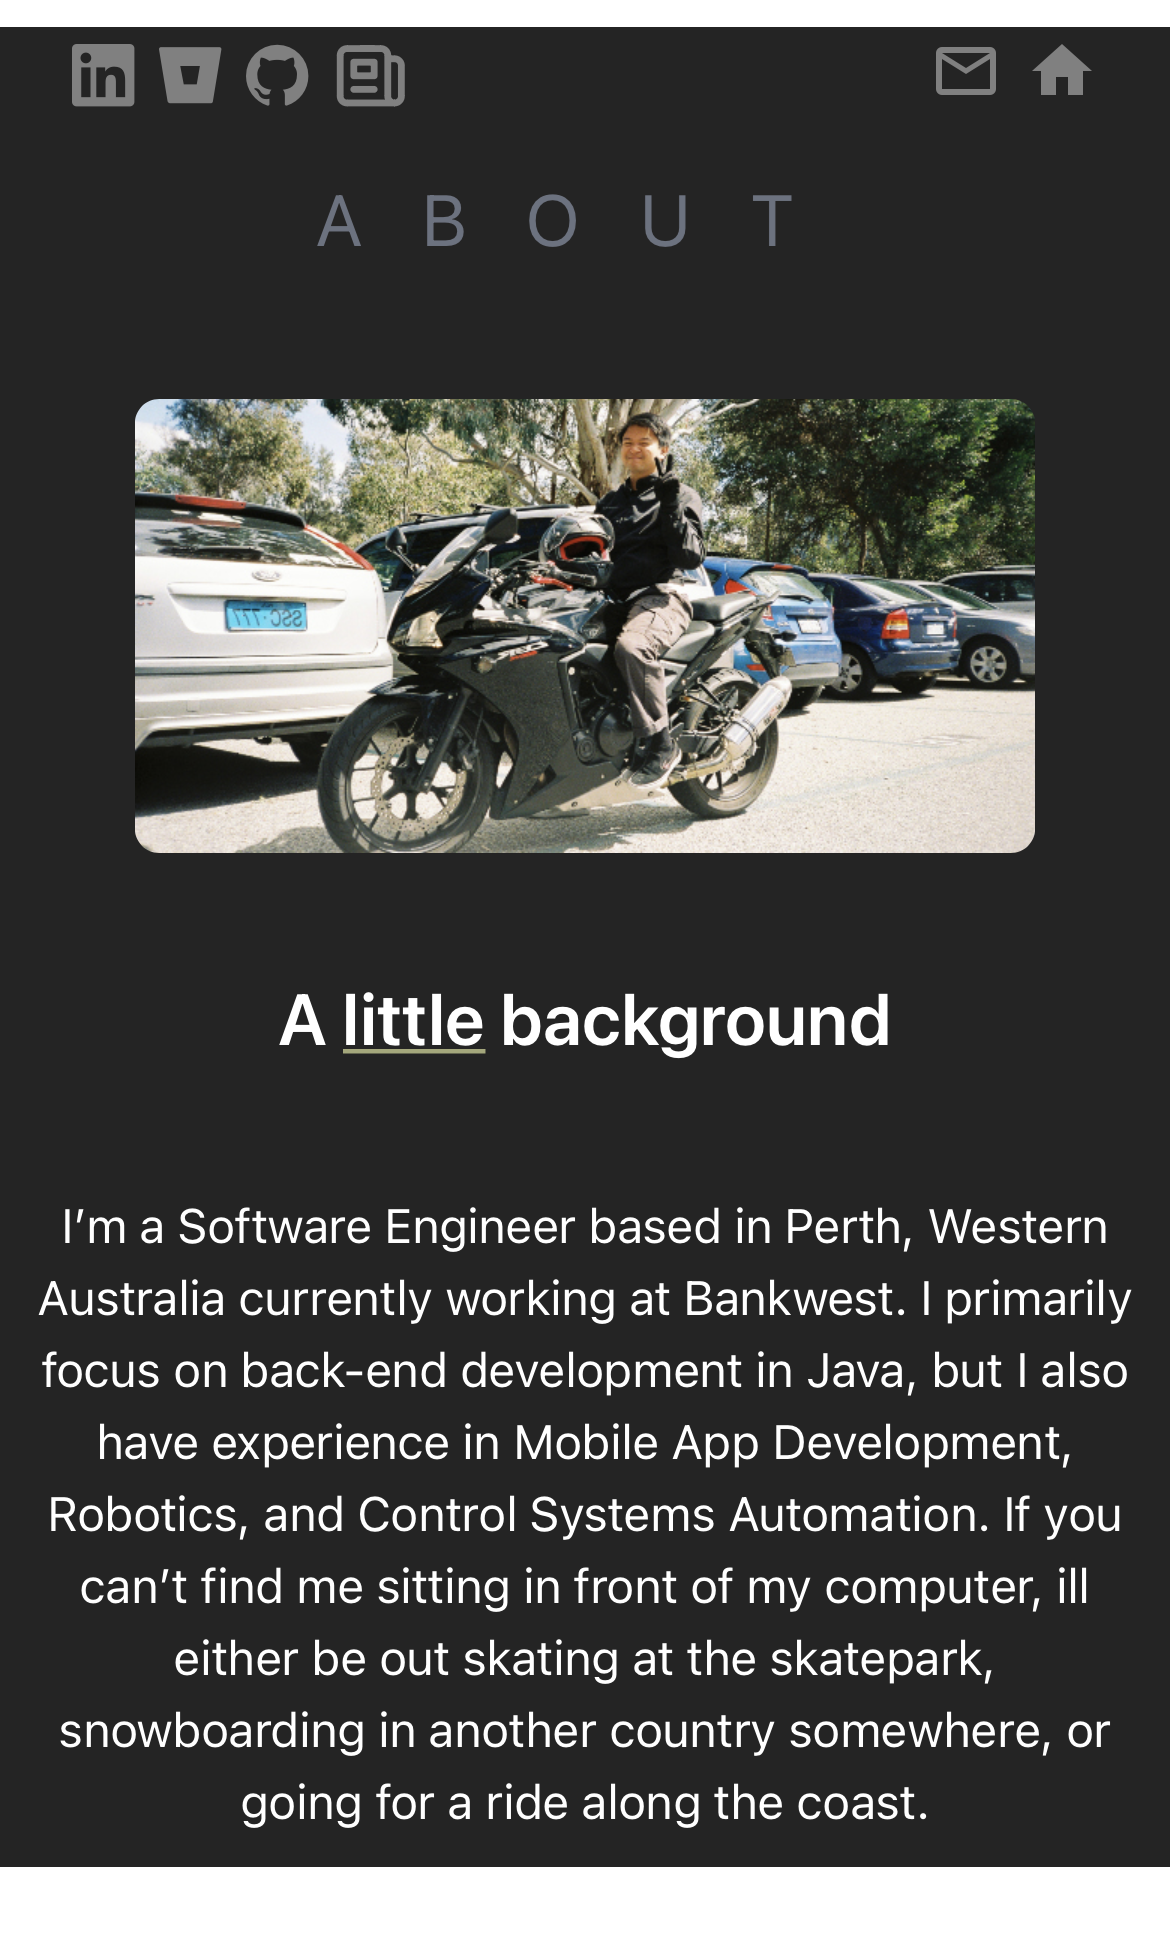 in
A B O U T
A little background
I’m a Software Engineer based in Perth, Western
Australia currently working at Bankwest. I primarily
focus on back-end development in Java, but I also
have experience in Mobile App Development,
Robotics, and Control Systems Automation. If you
can’t find me sitting in front of my computer, ill
either be out skating at the skatepark,
snowboarding in another country somewhere, or
going for a ride along the coast.